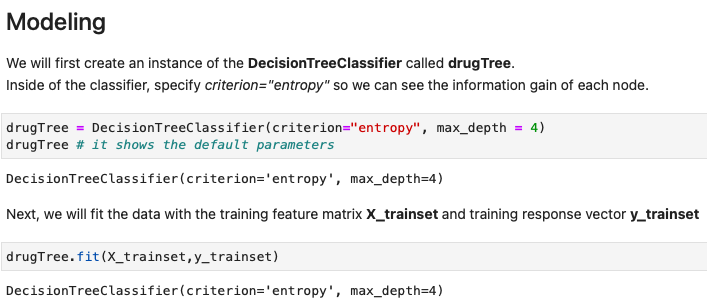 Modeling
We will first create an instance of the DecisionTreeClassifier called drugTree.
Inside of the classifier, specify criterion="entropy" so we can see the information gain of each node.
drugTree = DecisionTreeClassifier(criterion="entropy", max_depth = 4)
drugTree # it shows the default parameters
DecisionTreeClassifier(criterion='entropy', max_depth=4)
Next, we will fit the data with the training feature matrix X_trainset and training response vector y_trainset
drugTree.fit(X_trainset,y_trainset)
DecisionTreeClassifier(criterion='entropy', max_depth=4)